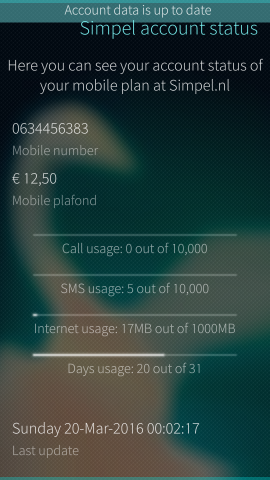 Account data is up to date
Simpel account status
Here you can see your account status of
your mobile plan at Simpel.nl
0634456383
Mobile number
€ 12,50
Mobile plafond
Call usage: 0 out of 10,000
SMS usage: 5 out of 10,000
Internet usage: 17MB out of 1000MB
Days usage: 20 out of 31
Sunday 20-Mar-2016 00:02:17
Last update